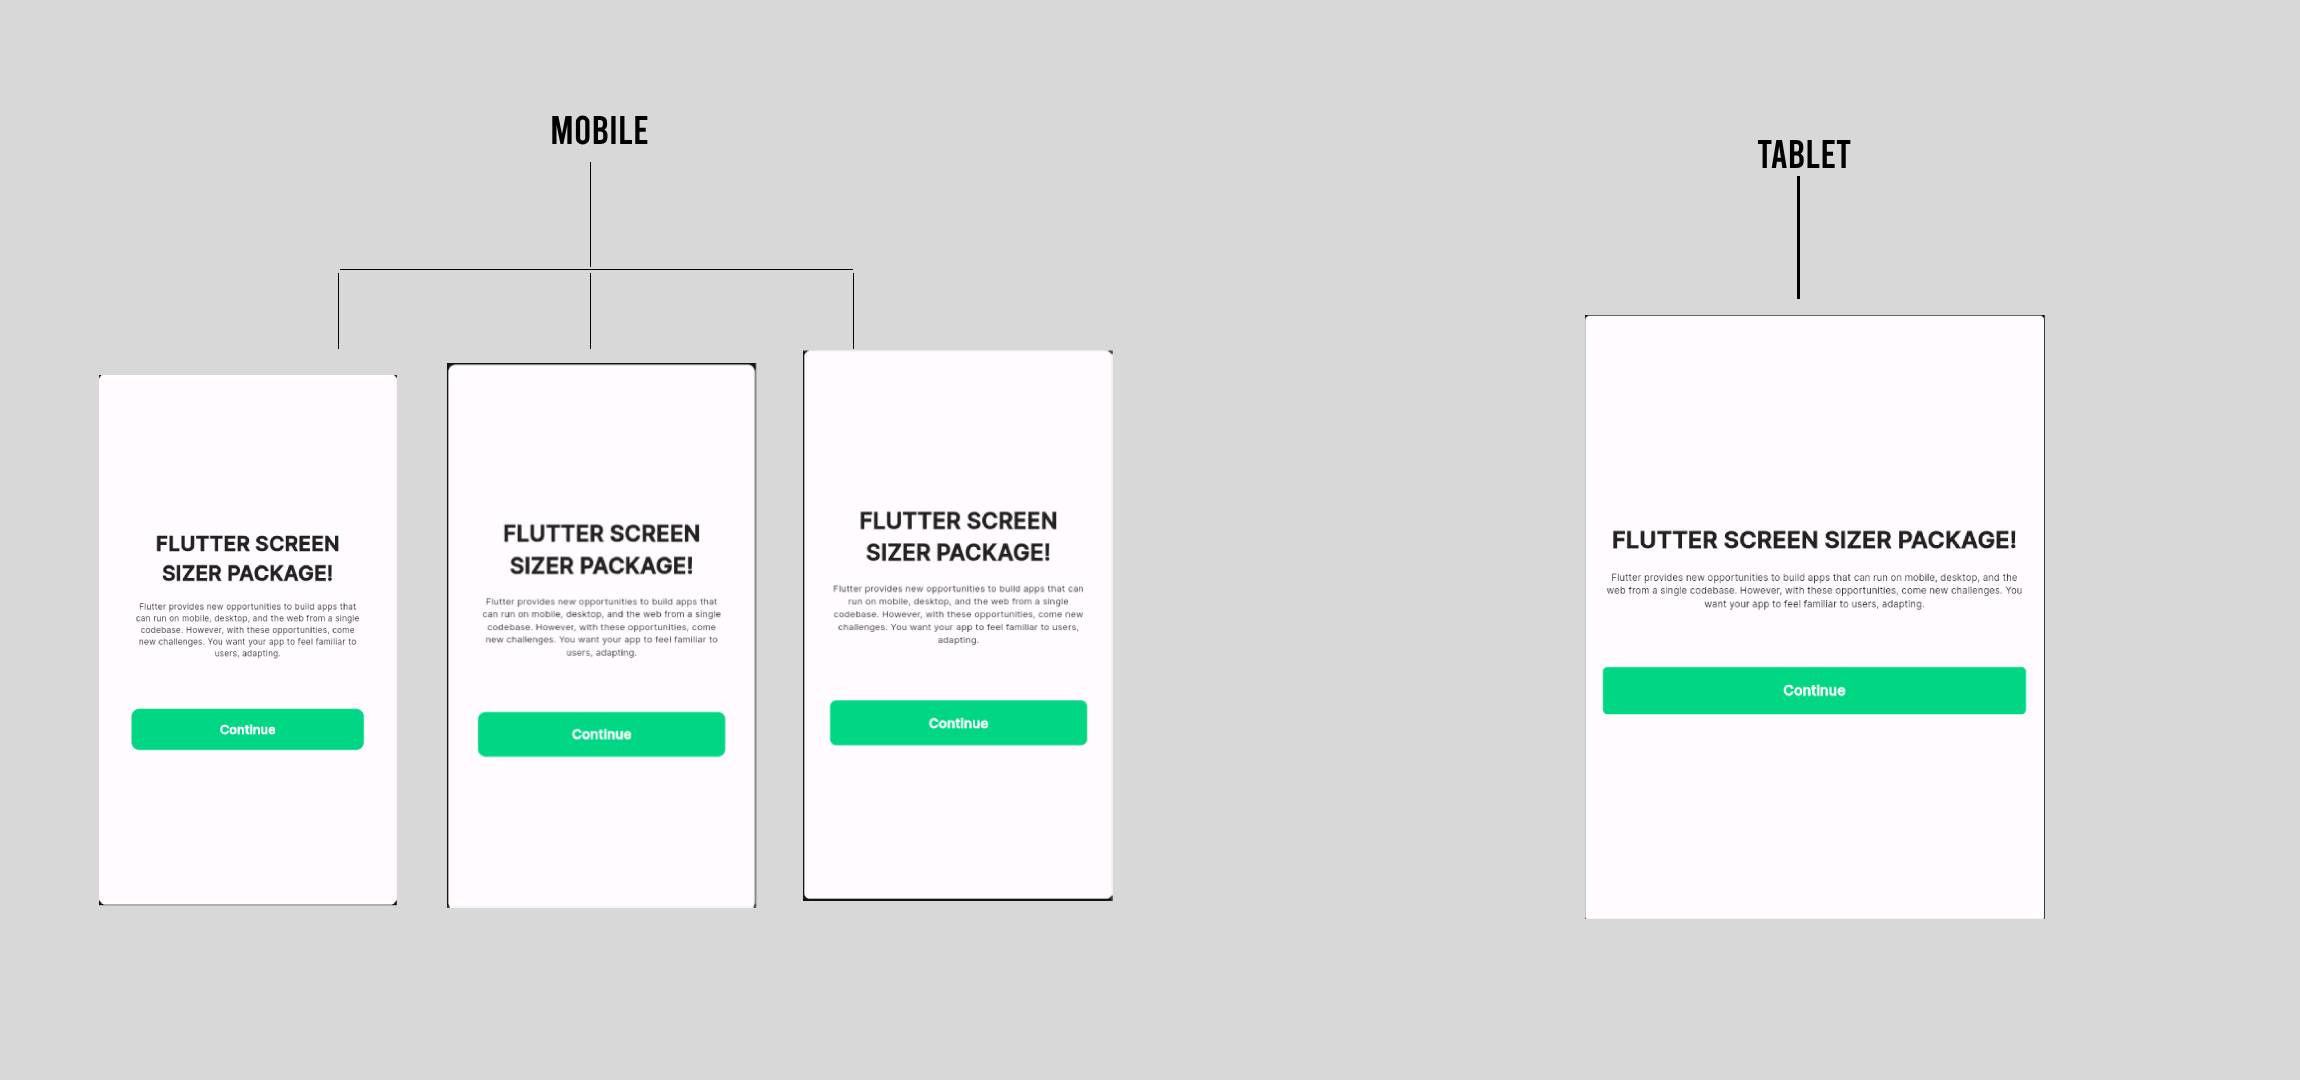 MOBILE
TABLET
FLUTTER SCREEN
SIZER PACKAGE!
Flutter provides new opportunities to build apps that
can run on mobile, desktop, and the web from a single
codebase. However, with these opportunities, come
new challenges. You want your app to feel familiar to
users, adapting.
Continue
FLUTTER SCREEN
SIZER PACKAGE!
Flutter provides new opportunities to build apps that
can run on mobile, desktop, and the web from a single
codebase. However, with these opportunities, come
new challenges. You want your app to feel familiar to
users, adapting.
Continue
FLUTTER SCREEN
SIZER PACKAGE!
Flutter provides new opportunities to build apps that can
run on mobile, desktop, and the web from a single
codebase. However, with these opportunities, come new
challenges. You want your app to feel familiar to users,
adapting.
Continue
FLUTTER SCREEN SIZER PACKAGE!
Flutter provides new opportunities to build apps that can run on mobile, desktop, and the
web from a single codebase. However, with these opportunities, come new challenges. You
want your app to feel familiar to users, adapting.
Continue